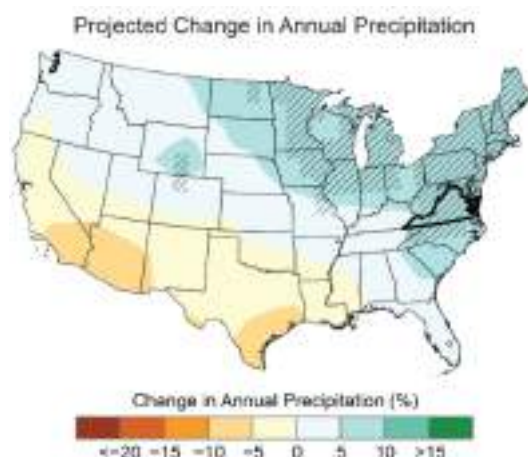 Projected Change in Annual Precipitation
Change in Annual Precipitation (%)
<−20 −15 −10 −5 0 5 10 >15